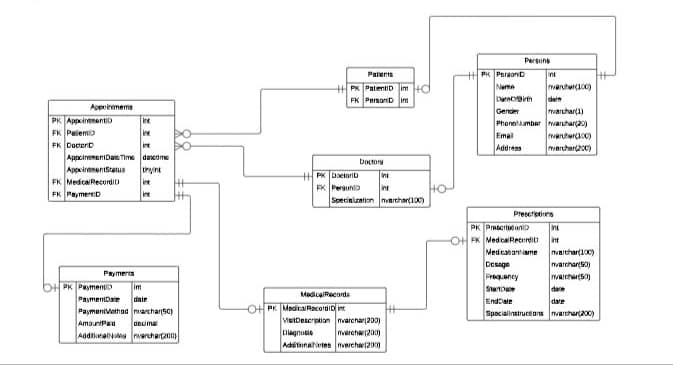 Patients
PK PatientID int
FK PersonID int
Persons
PK PersonID int
Name nvarchar(100)
DateOfBirth date
Gender nvarchar(1)
PhoneNumber nvarchar(20)
Email nvarchar(100)
Address nvarchar(200)
Appointments
PK AppointmentID int
FK PatientID int
FK DoctorID int
AppointmentDateTime datetime
AppointmentStatus tinyint
FK MedicalRecordID int
FK PaymentID int
Doctors
PK DoctorID int
FK PersonID int
Specialization nvarchar(100)
Prescriptions
PK PrescriptionID int
FK MedicalRecordID int
MedicationName nvarchar(100)
Dosage nvarchar(50)
Frequency nvarchar(50)
StartDate date
EndDate date
SpecialInstructions nvarchar(200)
Payments
PK PaymentID int
PaymentDate date
PaymentMethod nvarchar(50)
AmountPaid decimal
AdditionalNotes nvarchar(200)
MedicalRecords
PK MedicalRecordID int
VisitDescription nvarchar(200)
Diagnosis nvarchar(200)
AdditionalNotes nvarchar(200)